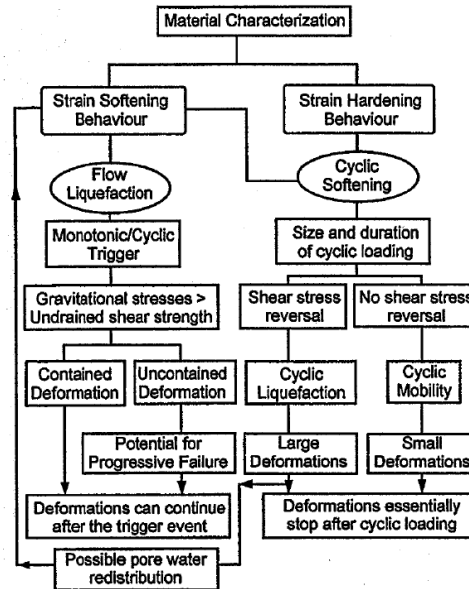 Material Characterization
Strain Softening
Behaviour
Strain Hardening
Behaviour
Flow
Liquefaction
Cyclic
Softening
Monotonic/Cyclic
Trigger
Size and duration
of cyclic loading
Gravitational stresses >
Undrained shear strength
Shear stress
reversal
No shear stress
reversal
Contained
Deformation
Uncontained
Deformation
Cyclic
Liquefaction
Cyclic
Mobility
Potential for
Progressive Failure
Large
Deformations
Small
Deformations
Deformations can continue
after the trigger event
Deformations essentially
stop after cyclic loading
Possible pore water
redistribution